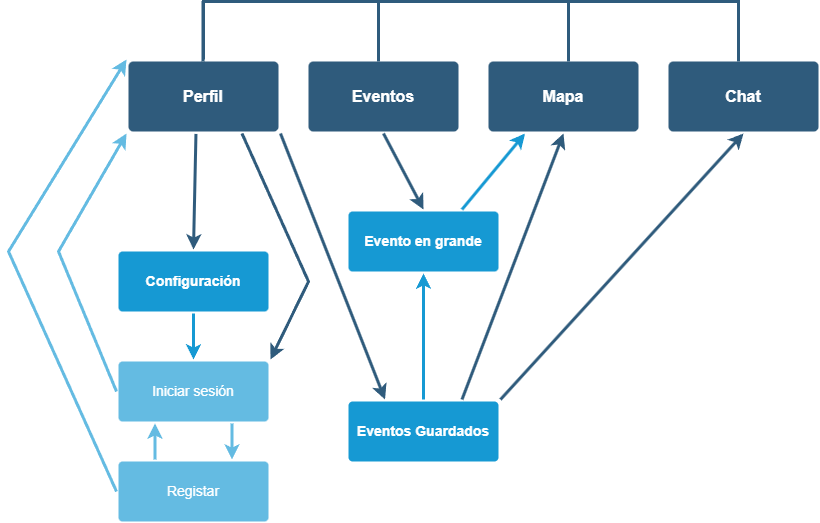 Perfil
Eventos
Mapa
Chat
Evento en grande
Configuración
Iniciar sesión
Eventos Guardados
Registar